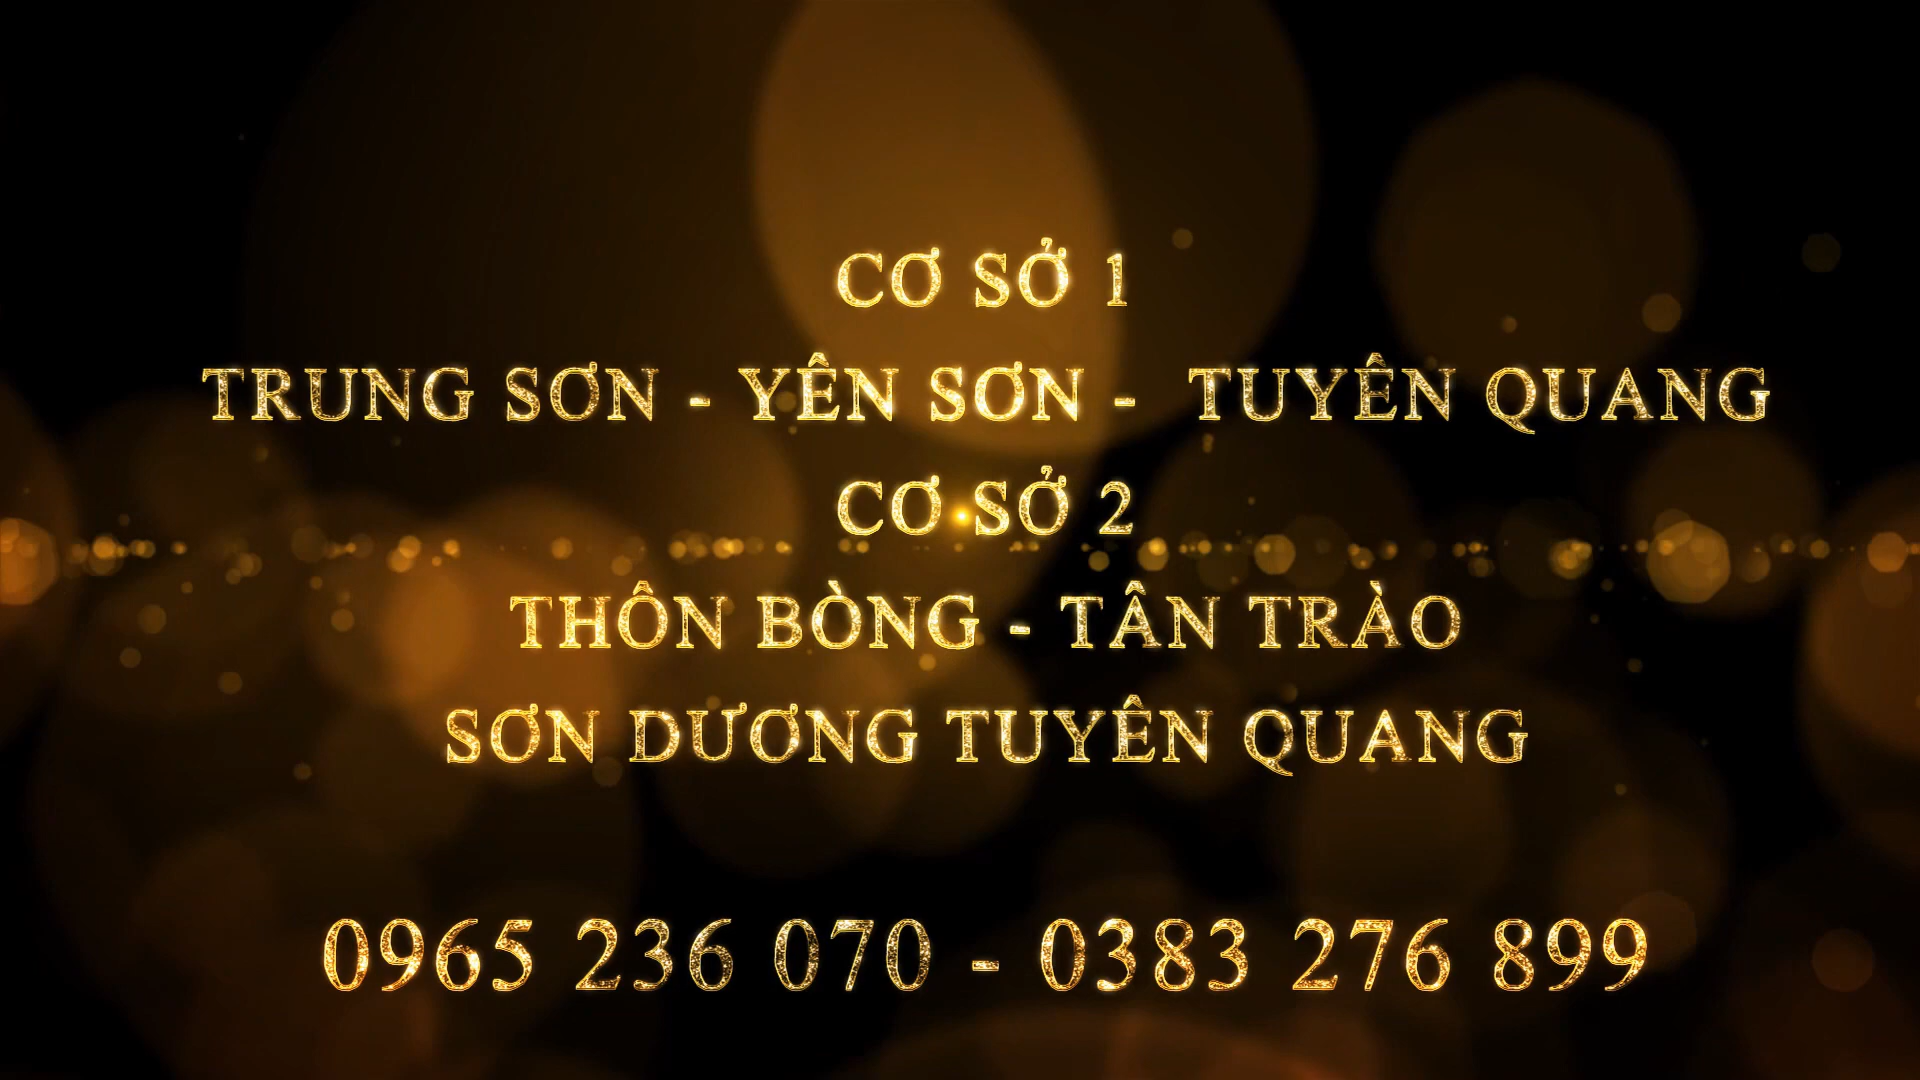 CƠ SỞ 1
TRUNG SƠN - YÊN SƠN - TUYÊN QUANG
CƠ SỞ 2
THÔN BÒNG - TÂN TRÀO
SƠN DƯƠNG TUYÊN QUANG
0965 236 070 - 0383 276 899